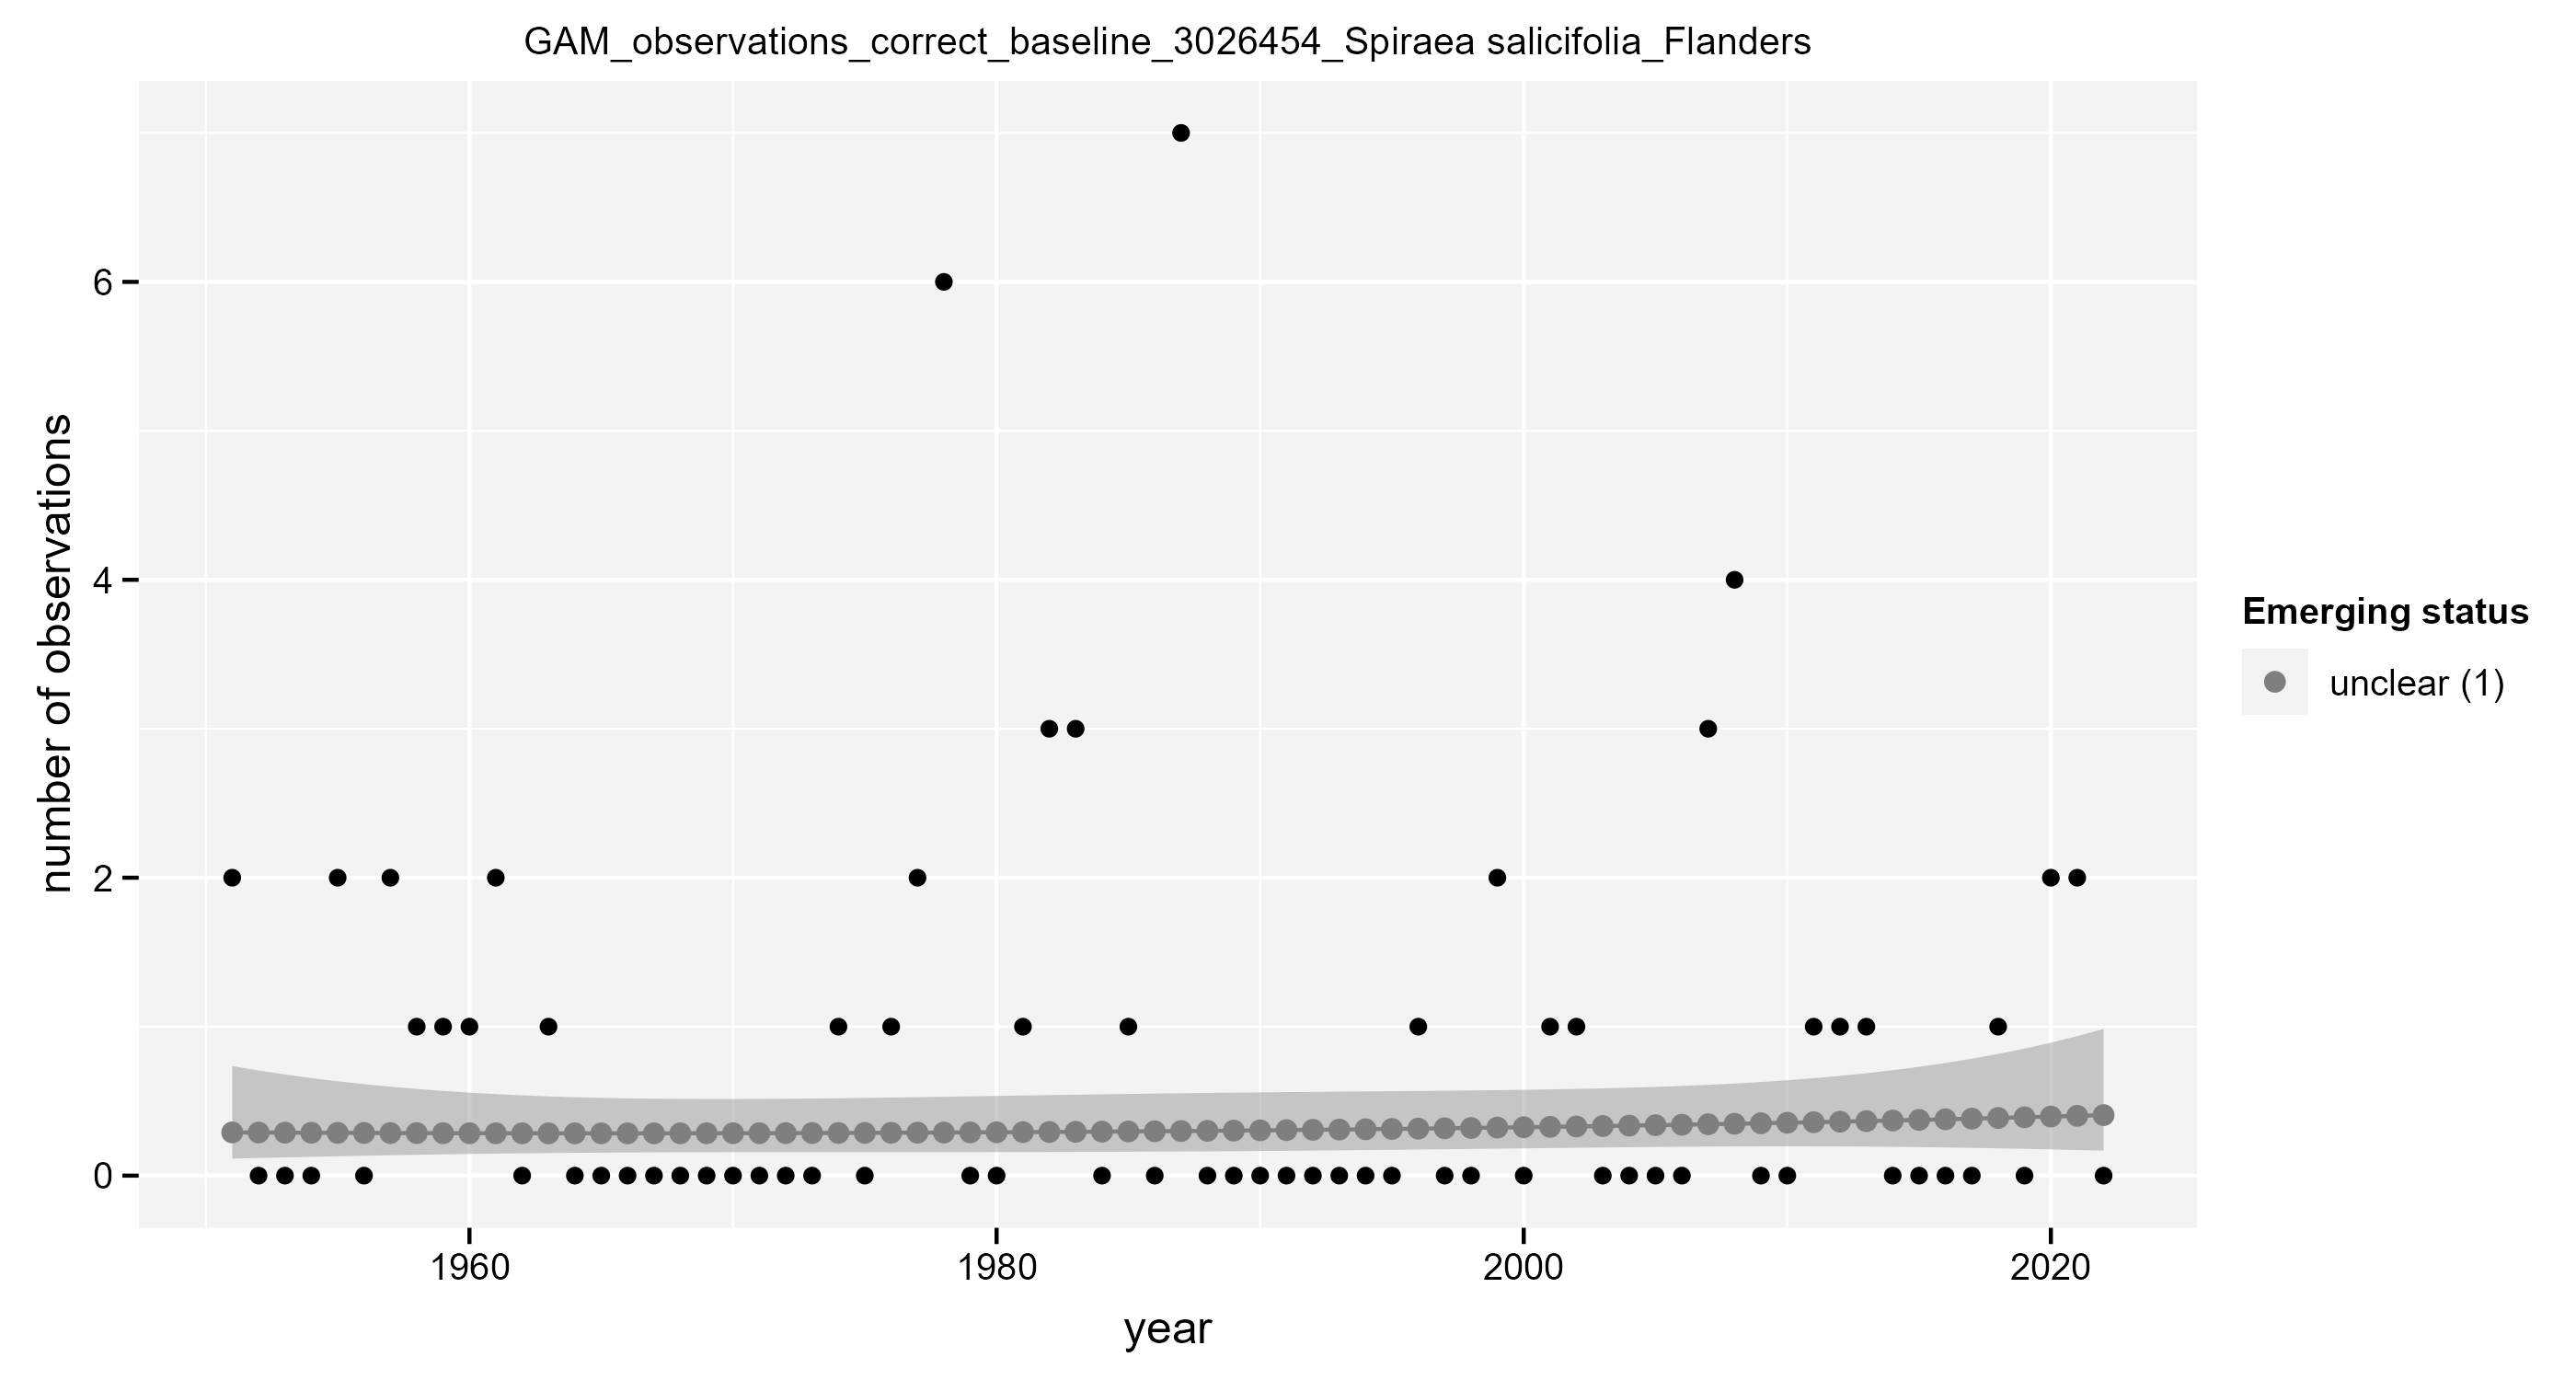 GAM_observations_correct_baseline_3026454_Spiraea salicifolia_Flanders
number of observations
6
4
2
0
1960
1980
2000
2020
year
Emerging status
unclear (1)